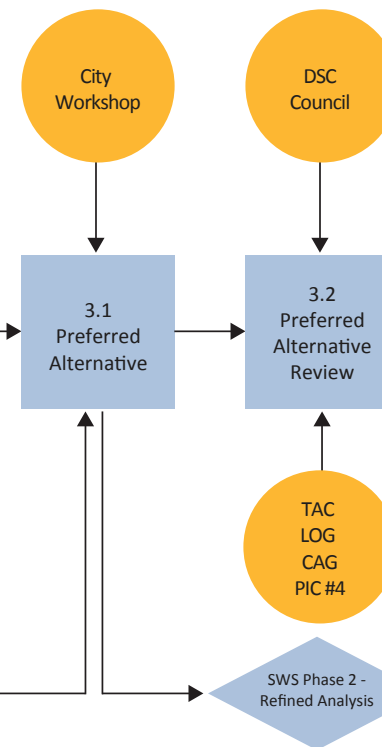 City
Workshop
DSC
Council
3.1
Preferred
Alternative
3.2
Preferred
Alternative
Review
TAC
LOG
CAG
PIC #4
SWS Phase 2 -
Refined Analysis